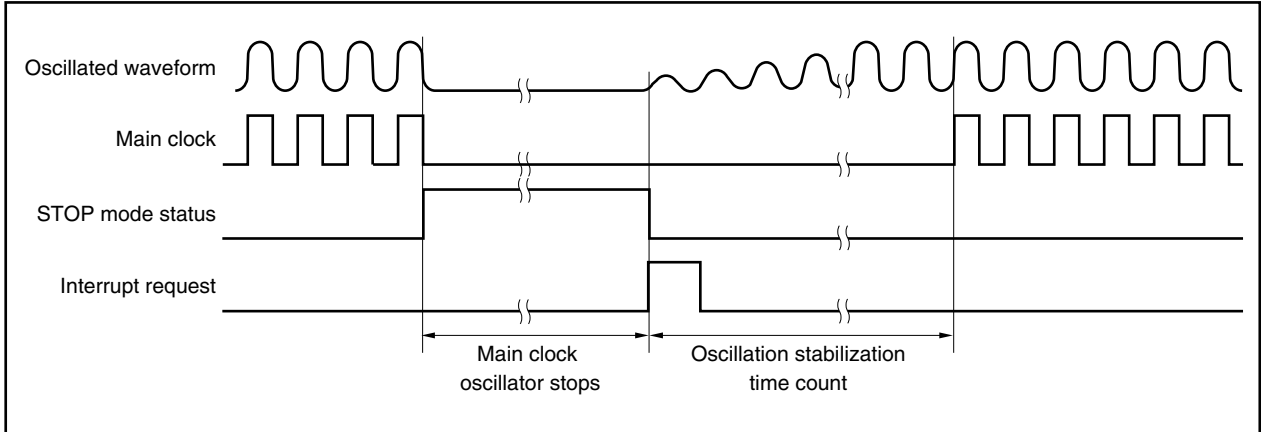 Oscillated waveform
Main clock
STOP mode status
Interrupt request
Main clock
oscillator stops
Oscillation stabilization
time count